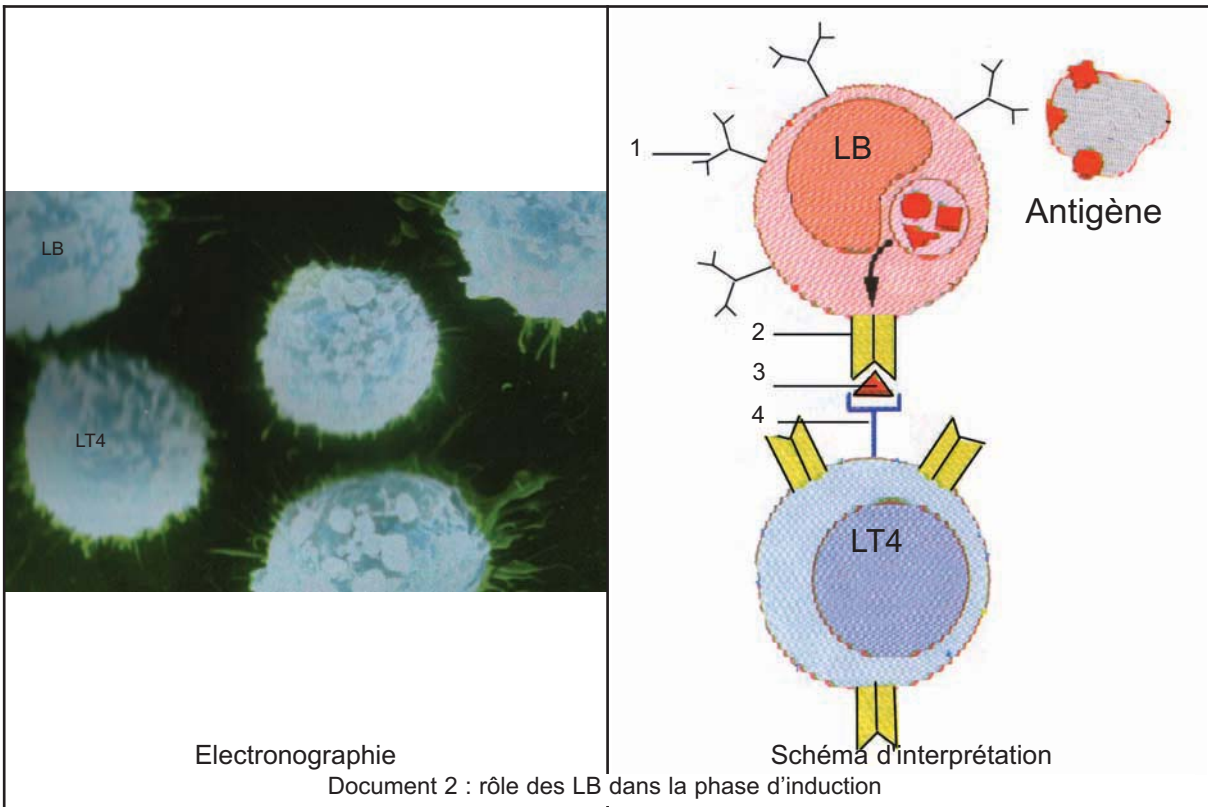 LB
LT4
Electronographie
1
LB
Antigène
2
3
4
LT4
Schéma d'interprétation
Document 2 : rôle des LB dans la phase d'induction